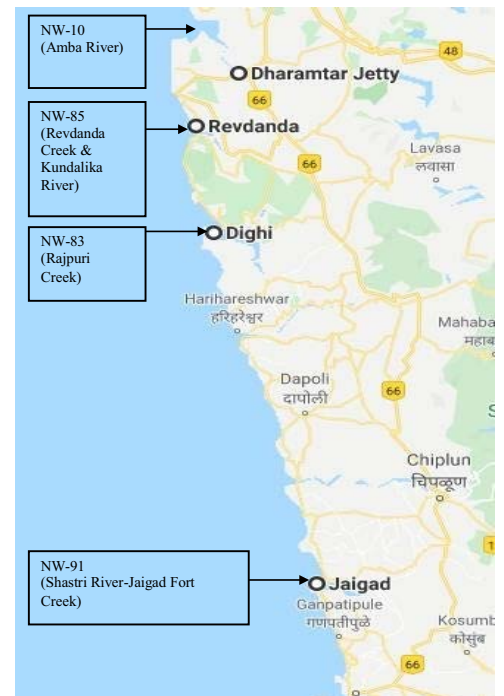 NW-10
(Amba River)
48
Dharamtar Jetty
66
NW-85
(Revdanda
Creek &
Kundalika
River)
Revdanda
Lavasa
लवासा
66
NW-83
(Rajpuri
Creek)
Dighi
Harihareshwar
हरिहरेश्वर
Mahaba
महाब
Dapoli
दापोली
66
S
Chiplun
चिपळूण
1
NW-91
(Shastri River-Jaigad Fort
Creek)
Jaigad
Ganpatipule
गणपतीपुळे
Kosumb
कोसुंब
66